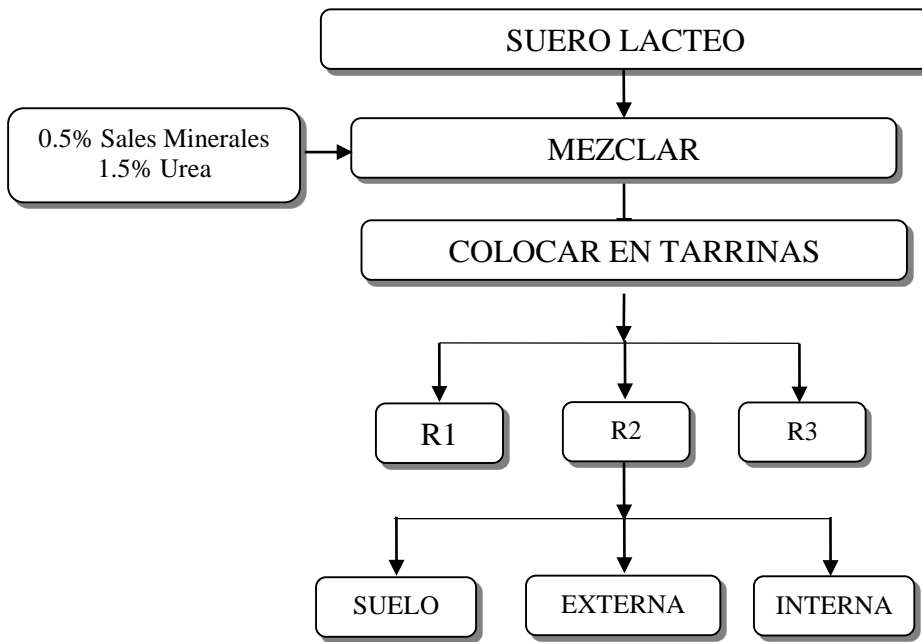 SUERO LACTEO
0.5% Sales Minerales
1.5% Urea
MEZCLAR
COLOCAR EN TARRINAS
R1
R2
R3
SUELO
EXTERNA
INTERNA